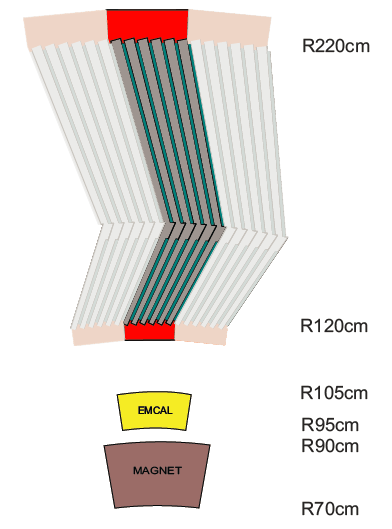 R220cm
R120cm
R105cm
EMCAL
R95cm
R90cm
MAGNET
R70cm